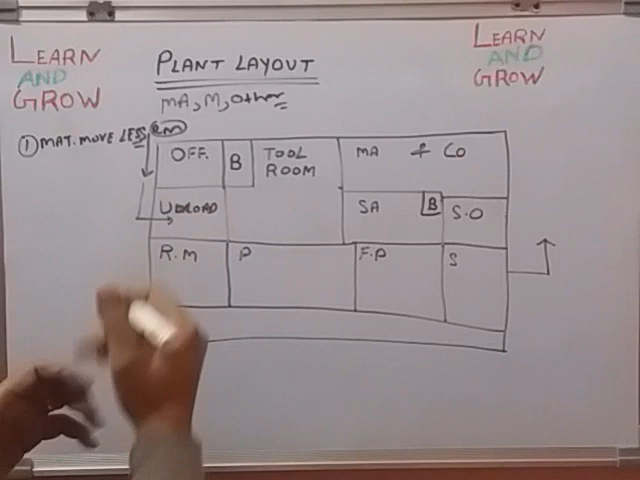 LEARN
AND
GROW
PLANT LAYOUT
MA, M, Other
LEARN
AND
GROW
① MAT. MOVE LESS RM
OFF. B TOOL ROOM MA & CO
UNLOAD SA B S.O
R.M P F.P S